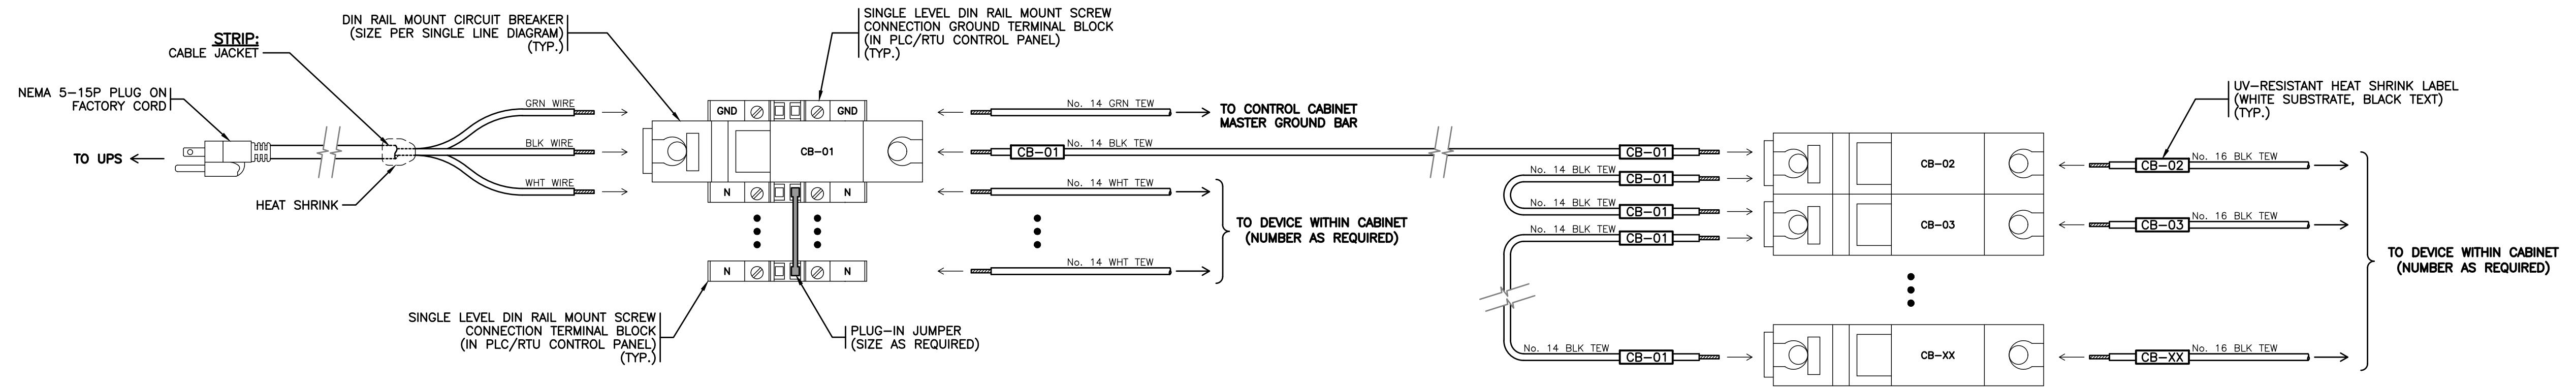 STRIP:
CABLE JACKET
NEMA 5-15P PLUG ON
FACTORY CORD
TO UPS
HEAT SHRINK
GRN WIRE
BLK WIRE
WHT WIRE
DIN RAIL MOUNT CIRCUIT BREAKER
(SIZE PER SINGLE LINE DIAGRAM)
(TYP.)
SINGLE LEVEL DIN RAIL MOUNT SCREW
CONNECTION GROUND TERMINAL BLOCK
(IN PLC/RTU CONTROL PANEL)
(TYP.)
GND
GND
CB-01
N
N
N
N
SINGLE LEVEL DIN RAIL MOUNT SCREW
CONNECTION TERMINAL BLOCK
(IN PLC/RTU CONTROL PANEL)
(TYP.)
PLUG-IN JUMPER
(SIZE AS REQUIRED)
No. 14 GRN TEW
TO CONTROL CABINET
MASTER GROUND BAR
CB-01
No. 14 BLK TEW
No. 14 WHT TEW
No. 14 WHT TEW
TO DEVICE WITHIN CABINET
(NUMBER AS REQUIRED)
CB-01
No. 14 BLK TEW
CB-01
CB-01
No. 14 BLK TEW
CB-01
No. 14 BLK TEW
CB-01
CB-02
CB-03
CB-XX
UV-RESISTANT HEAT SHRINK LABEL
(WHITE SUBSTRATE, BLACK TEXT)
(TYP.)
CB-02
No. 16 BLK TEW
CB-03
No. 16 BLK TEW
CB-XX
No. 16 BLK TEW
TO DEVICE WITHIN CABINET
(NUMBER AS REQUIRED)